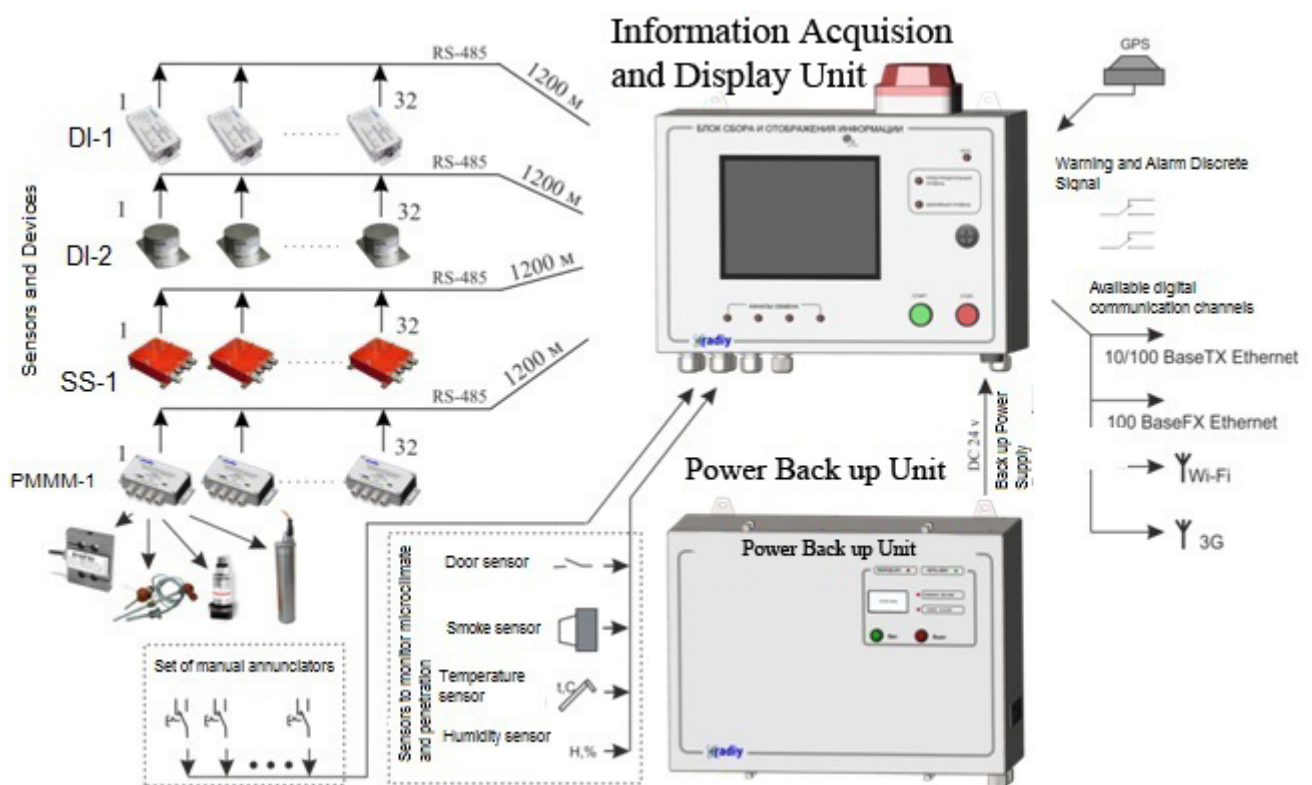 Information Acquision
and Display Unit
RS-485
1200 м
1
32
DI-1
RS-485
1200 м
1
32
DI-2
RS-485
1200 м
1
32
SS-1
RS-485
1200 м
1
32
PMMM-1
Sensors and Devices
БЛОК СБОРА И ОТОБРАЖЕНИЯ ИНФОРМАЦИИ
СТАРТ
СТОП
КАНАЛЫ ОБМЕНА
radiy
GPS
Warning and Alarm Discrete
Signal
Available digital
communication channels
10/100 BaseTX Ethernet
100 BaseFX Ethernet
Wi-Fi
3G
DC 24 v
Back up Power
Supply
Power Back up Unit
Power Back up Unit
radiy
Set of manual annunciators
Sensors to monitor microclimate
and penetration
Door sensor
Smoke sensor
Temperature
sensor
t,C
Humidity sensor
H,%